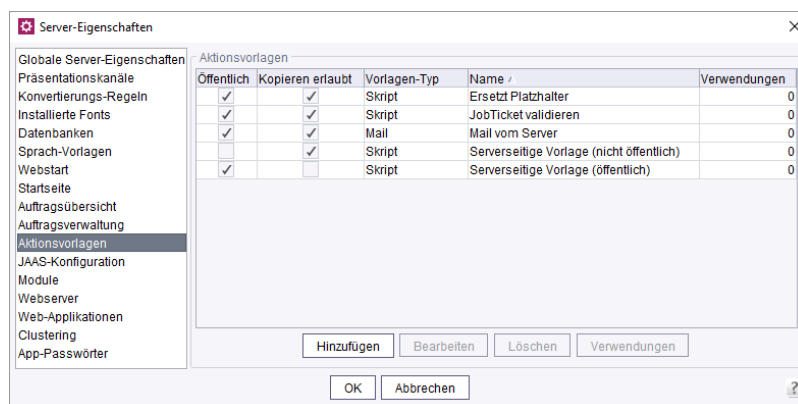 Server-Eigenschaften
Globale Server-Eigenschaften
Präsentationskanäle
Konvertierungs-Regeln
Installierte Fonts
Datenbanken
Sprach-Vorlagen
Webstart
Startseite
Auftragsübersicht
Auftragsverwaltung
Aktionsvorlagen
JAAS-Konfiguration
Module
Webserver
Web-Applikationen
Clustering
App-Passwörter
Aktionsvorlagen
Öffentlich Kopieren erlaubt Vorlagen-Typ Name Verwendungen
Skript Ersetzt Platzhalter 0
Skript JobTicket validieren 0
Mail Mail vom Server 0
Skript Serverseitige Vorlage (nicht öffentlich) 0
Skript Serverseitige Vorlage (öffentlich) 0
Hinzufügen Bearbeiten Löschen Verwendungen
OK Abbrechen
?